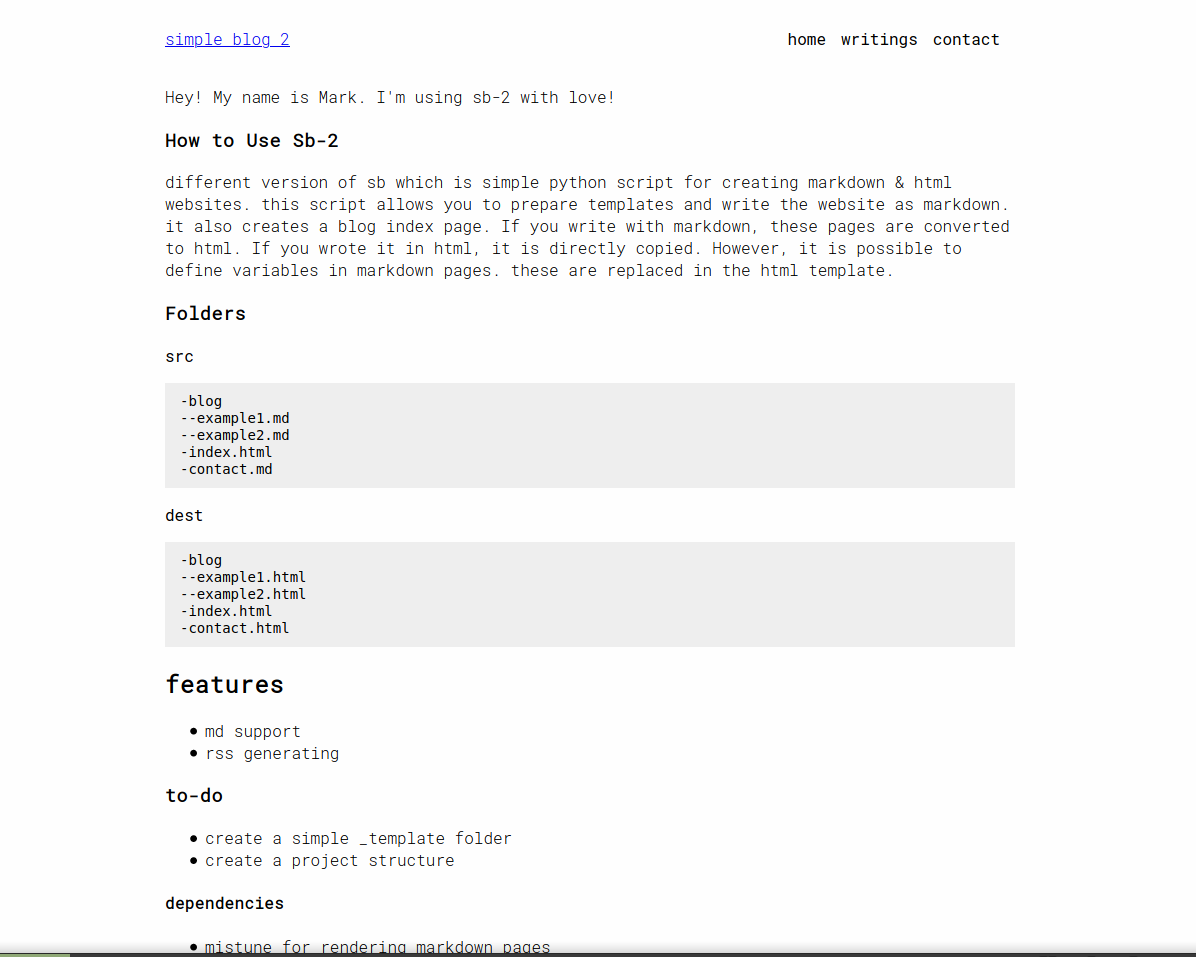 simple blog 2
home writings contact
Hey! My name is Mark. I'm using sb-2 with love!
How to Use Sb-2
different version of sb which is simple python script for creating markdown & html
websites. this script allows you to prepare templates and write the website as markdown.
it also creates a blog index page. If you write with markdown, these pages are converted
to html. If you wrote it in html, it is directly copied. However, it is possible to
define variables in markdown pages. these are replaced in the html template.
Folders
src
-blog
--example1.md
--example2.md
-index.html
-contact.md
dest
-blog
--example1.html
--example2.html
-index.html
-contact.html
features
md support
rss generating
to-do
create a simple _template folder
create a project structure
dependencies
mistune for rendering markdown pages